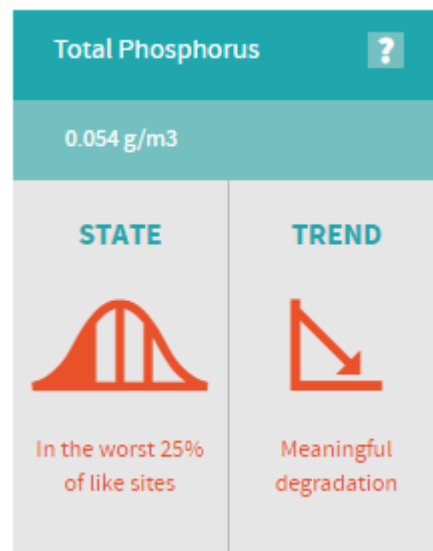 Total Phosphorus ?
0.054 g/m3
STATE
TREND
In the worst 25%
of like sites
Meaningful
degradation